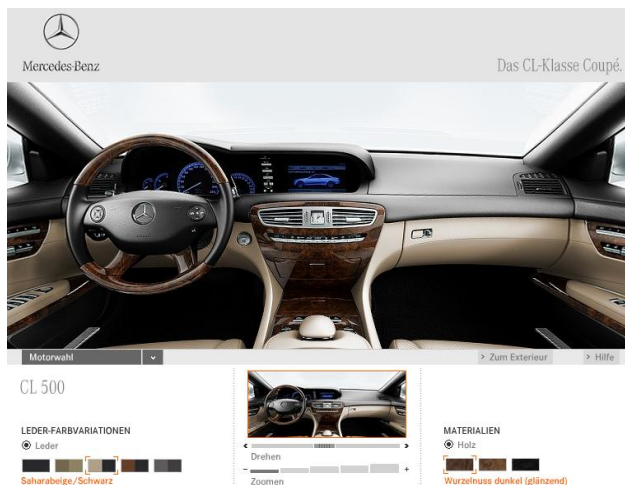 Mercedes-Benz
Das CL-Klasse Coupé.
Motorwahl
> Zum Exterieur
> Hilfe
CL 500
LEDER-FARBVARIATIONEN
Leder
Saharabeige/Schwarz
Drehen
- +
Zoomen
MATERIALIEN
Holz
Wurzelnuss dunkel (glänzend)